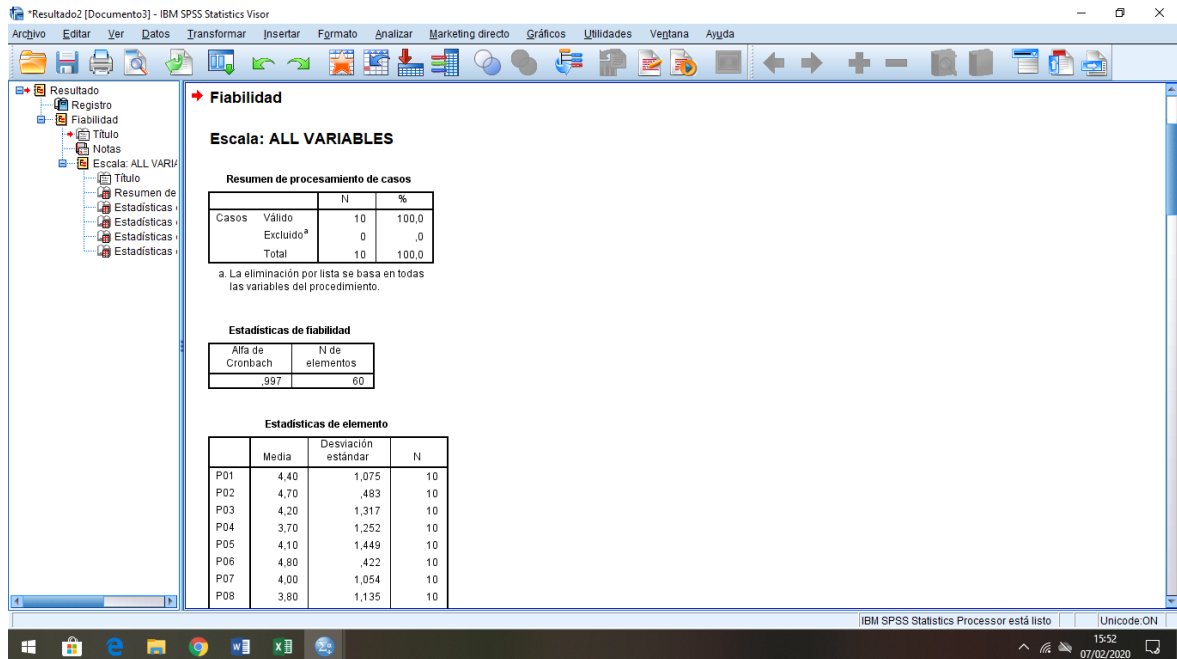 *Resultado2 [Documento3] - IBM SPSS Statistics Visor
Archivo Editar Ver Datos Transformar Insertar Formato Analizar Marketing directo Gráficos Utilidades Ventana Ayuda
Resultado
Registro
Fiabilidad
Título
Notas
Escala: ALL VARIA
Título
Resumen de
Estadísticas
Estadísticas
Estadísticas
Estadísticas
Fiabilidad
Escala: ALL VARIABLES
Resumen de procesamiento de casos
N %
Casos Válido 10 100,0
Excluido a 0 ,0
Total 10 100,0
a. La eliminación por lista se basa en todas
las variables del procedimiento.
Estadísticas de fiabilidad
Alfa de N de
Cronbach elementos
,997 60
Estadísticas de elemento
Desviación
Media estándar N
P01 4,40 1,075 10
P02 4,70 ,483 10
P03 4,20 1,317 10
P04 3,70 1,252 10
P05 4,10 1,449 10
P06 4,80 ,422 10
P07 4,00 1,054 10
P08 3,80 1,135 10
IBM SPSS Statistics Processor está listo Unicode:ON
15:52
07/02/2020